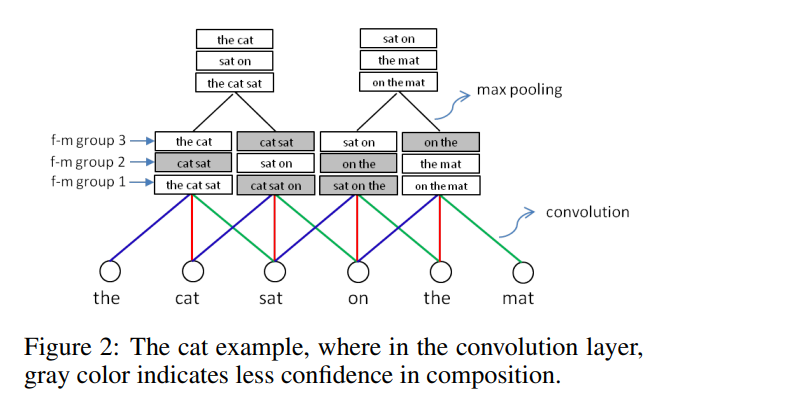 the cat
sat on
sat on
the mat
the cat sat
on the mat
max pooling
f-m group 3
the cat
cat sat
sat on
on the
f-m group 2
cat sat
sat on
on the
the mat
f-m group 1
the cat sat
cat sat on
sat on the
on the mat
convolution
the
cat
sat
on
the
mat
Figure 2: The cat example, where in the convolution layer,
gray color indicates less confidence in composition.